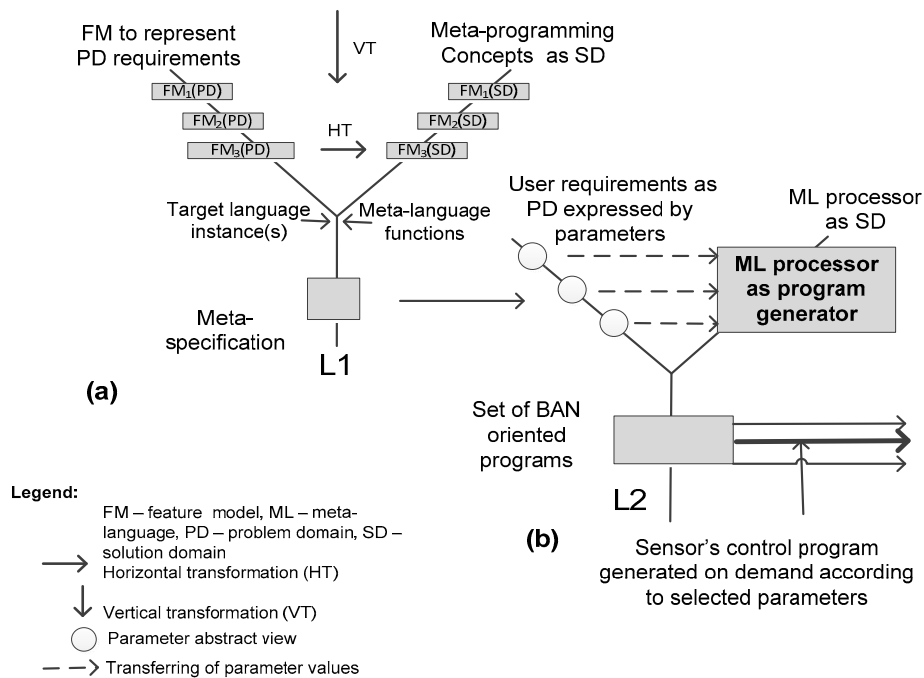 FM to represent
PD requirements
VT
Meta-programming
Concepts as SD
FM₁(PD)
FM₂(PD)
FM₃(PD)
HT
FM₁(SD)
FM₂(SD)
FM₃(SD)
Target language
instance(s)
Meta-language
functions
Meta-
specification
L1
(a)
User requirements as
PD expressed by
parameters
ML processor
as SD
ML processor
as program
generator
Set of BAN
oriented
programs
L2
(b)
Sensor's control program
generated on demand according
to selected parameters
Legend:
FM – feature model, ML – meta-
language, PD – problem domain, SD –
solution domain
Horizontal transformation (HT)
Vertical transformation (VT)
Parameter abstract view
Transferring of parameter values